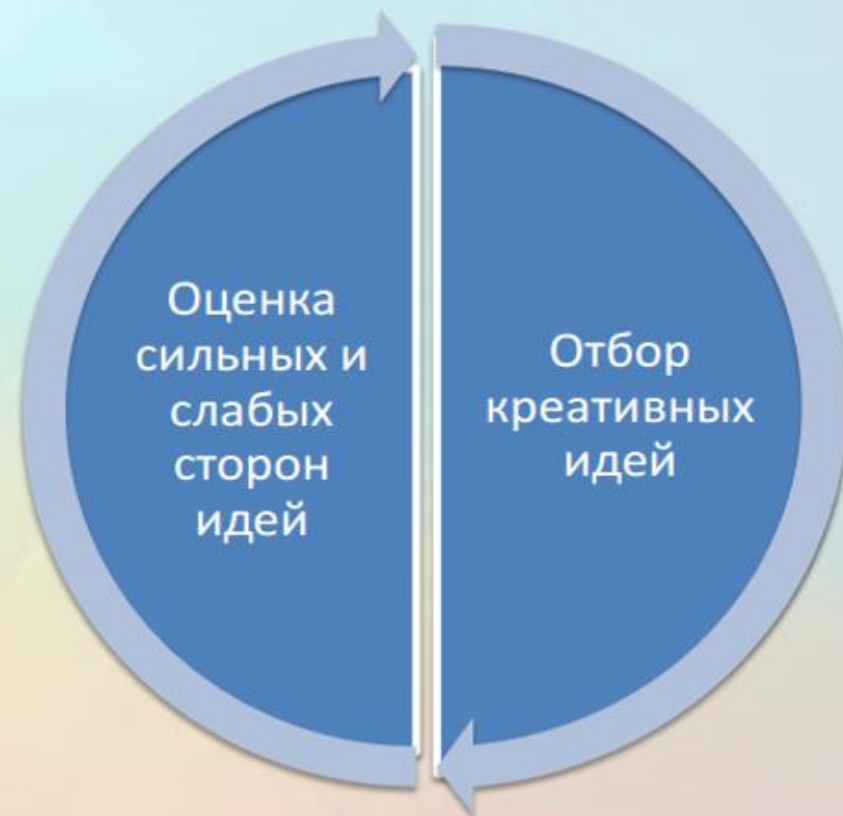 Оценка
сильных и
слабых
сторон
идей
Отбор
креативных
идей